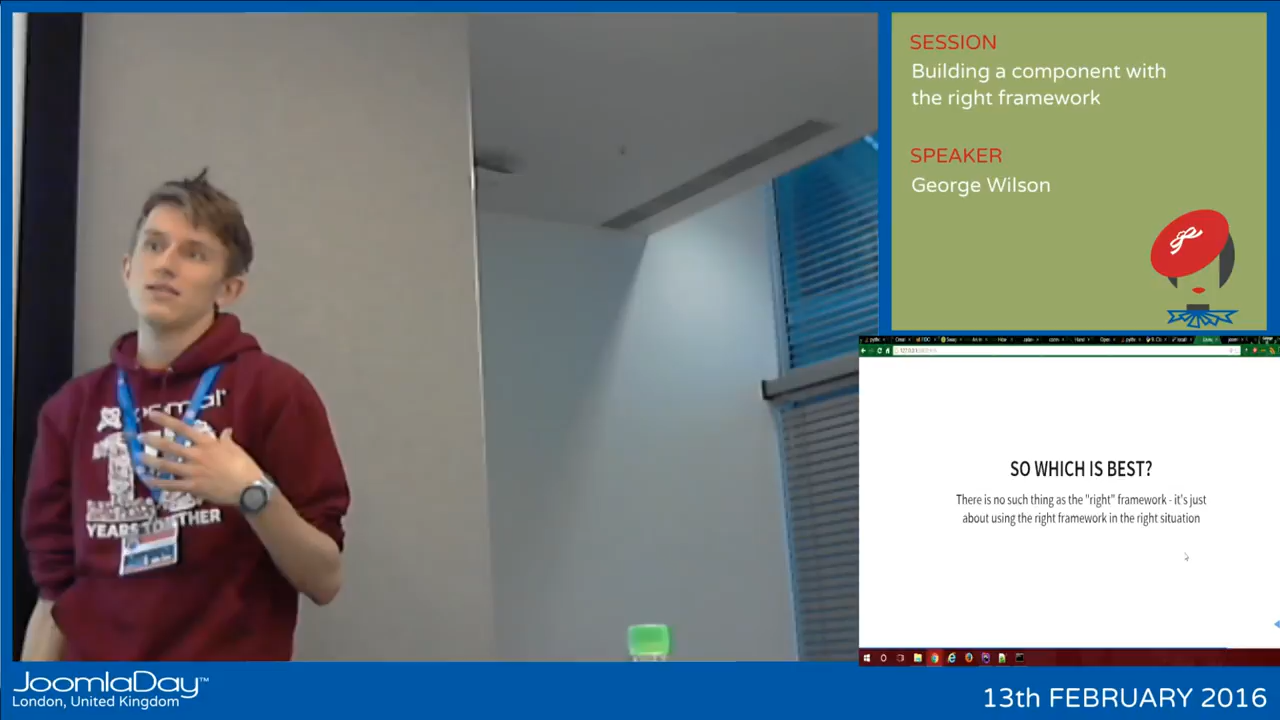 SESSION
Building a component with
the right framework
SPEAKER
George Wilson
SO WHICH IS BEST?
There is no such thing as the "right" framework - it's just
about using the right framework in the right situation
YEARS TOGETHER
JoomlaDay™
London, United Kingdom
13th FEBRUARY 2016